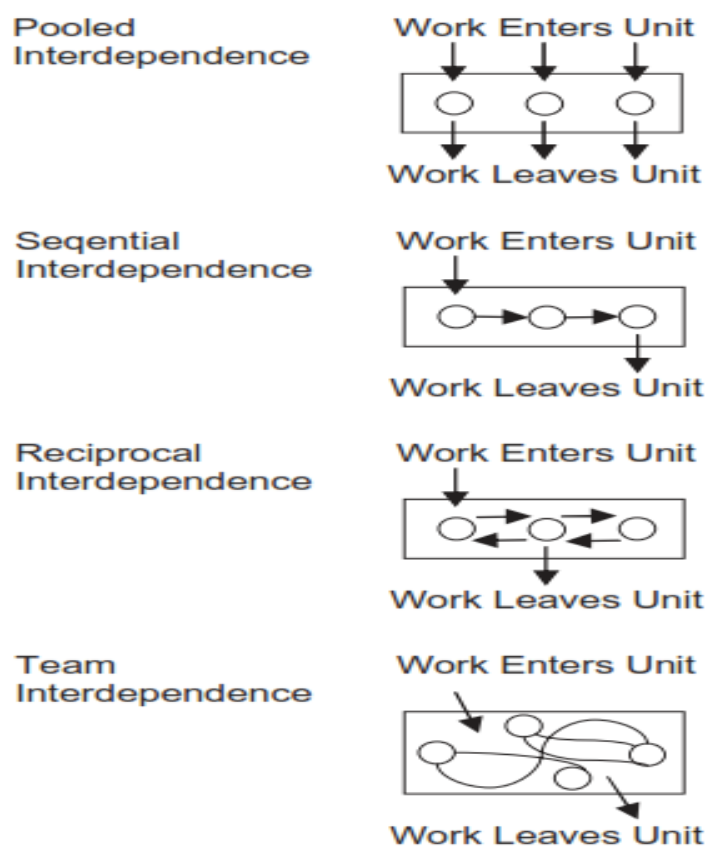 Pooled
Interdependence
Work Enters Unit
Work Leaves Unit
Seqential
Interdependence
Work Enters Unit
Work Leaves Unit
Reciprocal
Interdependence
Work Enters Unit
Work Leaves Unit
Team
Interdependence
Work Enters Unit
Work Leaves Unit